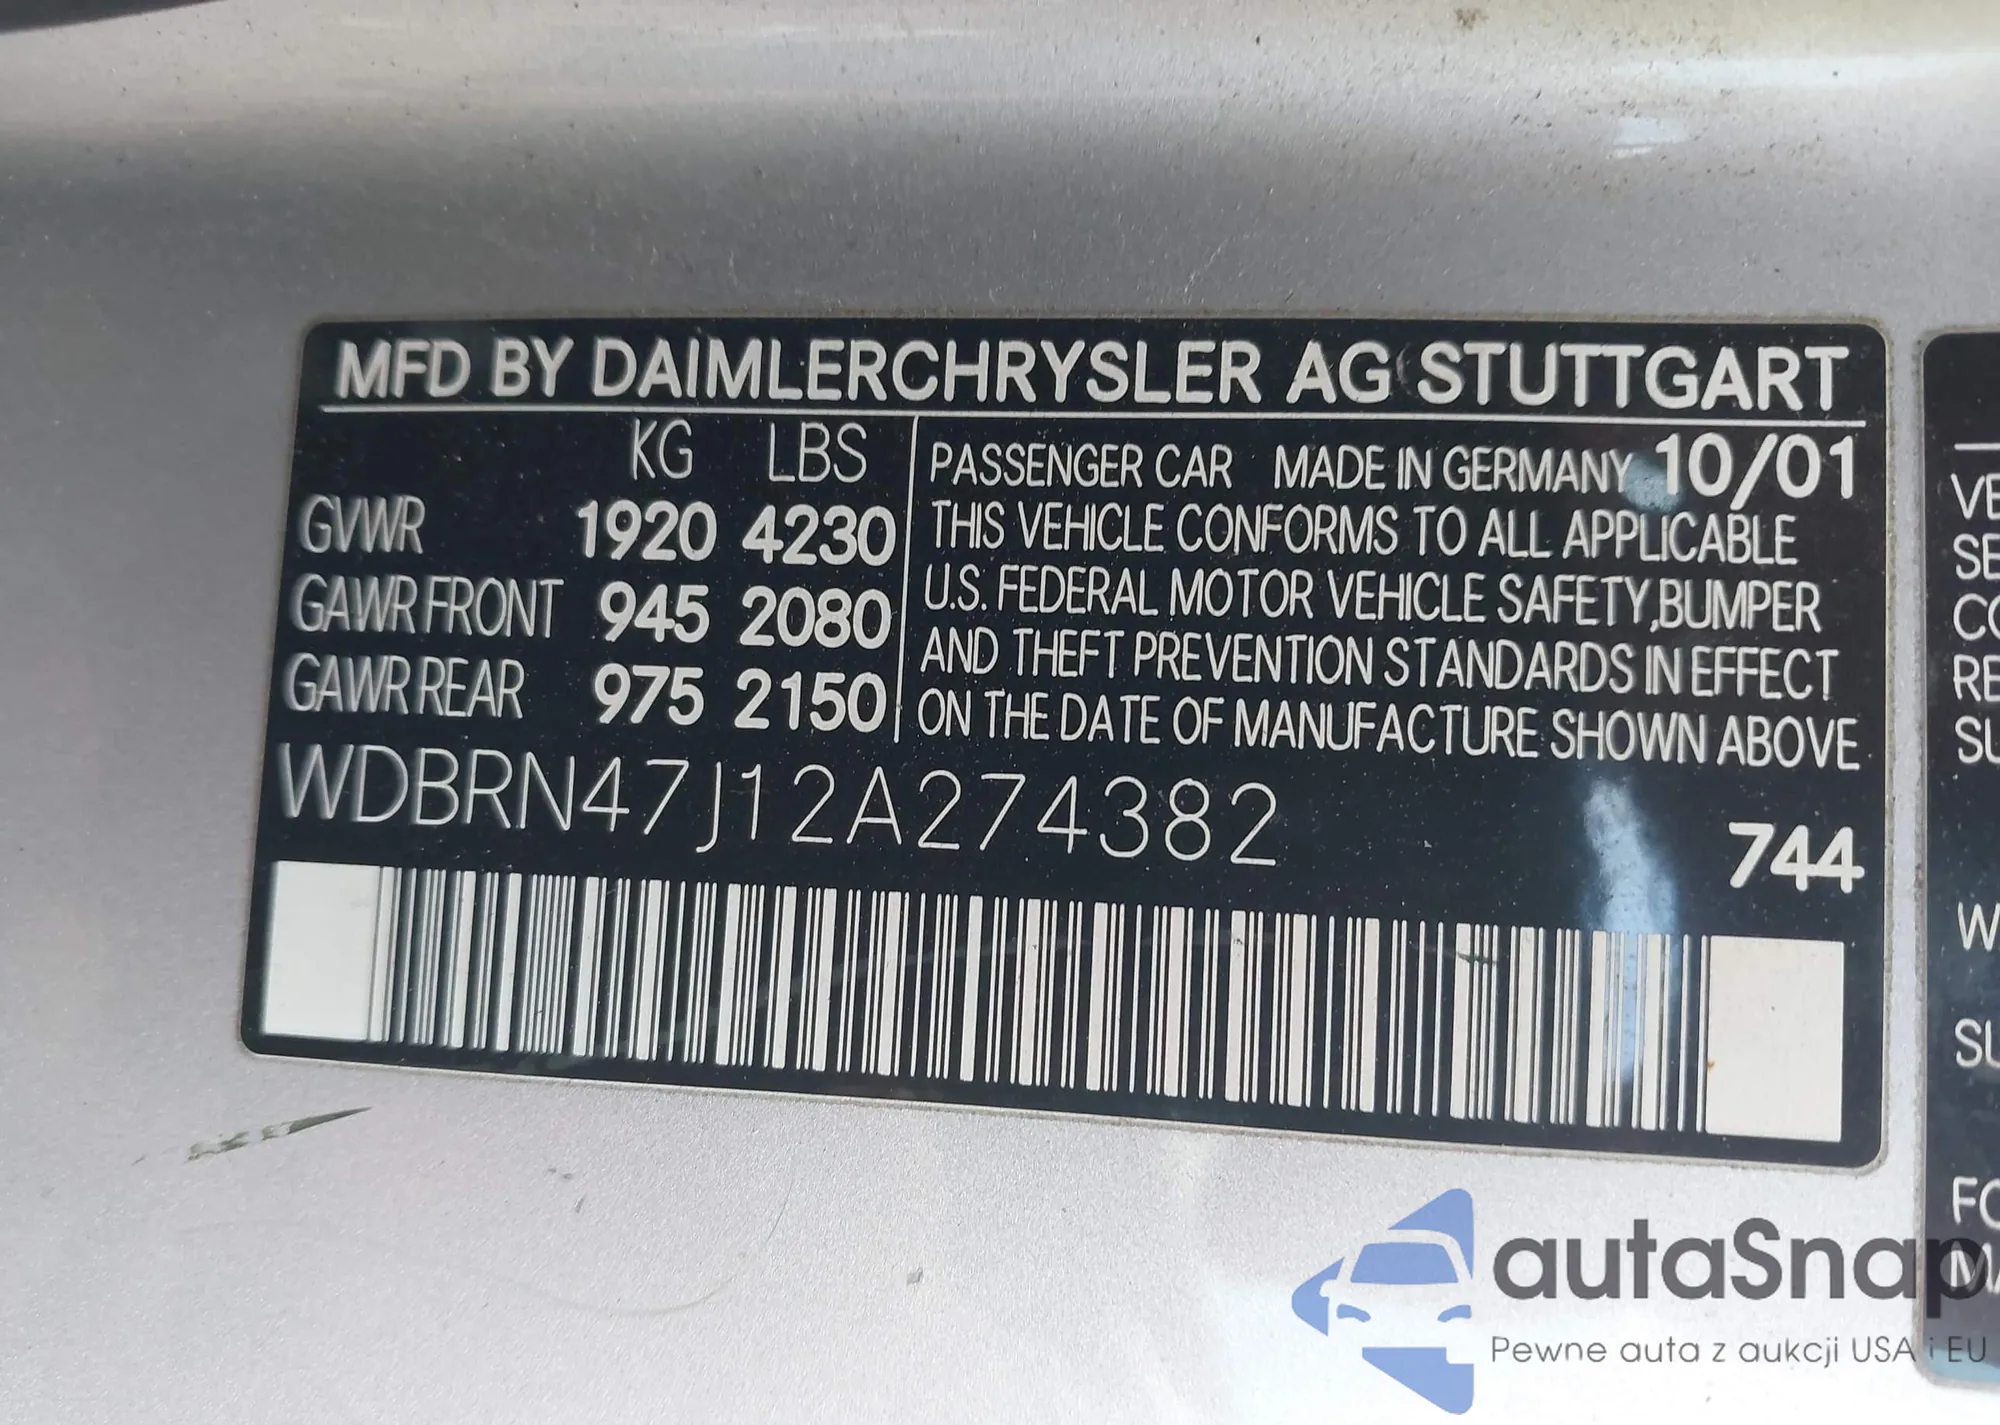 MFD BY DAIMLERCHRYSLER AG STUTTGART
KG LBS
GVWR 1920 4230
GAWR FRONT 945 2080
GAWR REAR 975 2150
PASSENGER CAR MADE IN GERMANY 10/01
THIS VEHICLE CONFORMS TO ALL APPLICABLE
U.S. FEDERAL MOTOR VEHICLE SAFETY,BUMPER
AND THEFT PREVENTION STANDARDS IN EFFECT
ON THE DATE OF MANUFACTURE SHOWN ABOVE.
WDBRN47J12A274382
744
autaSnap
Pewne auta z aukcji USA i EU